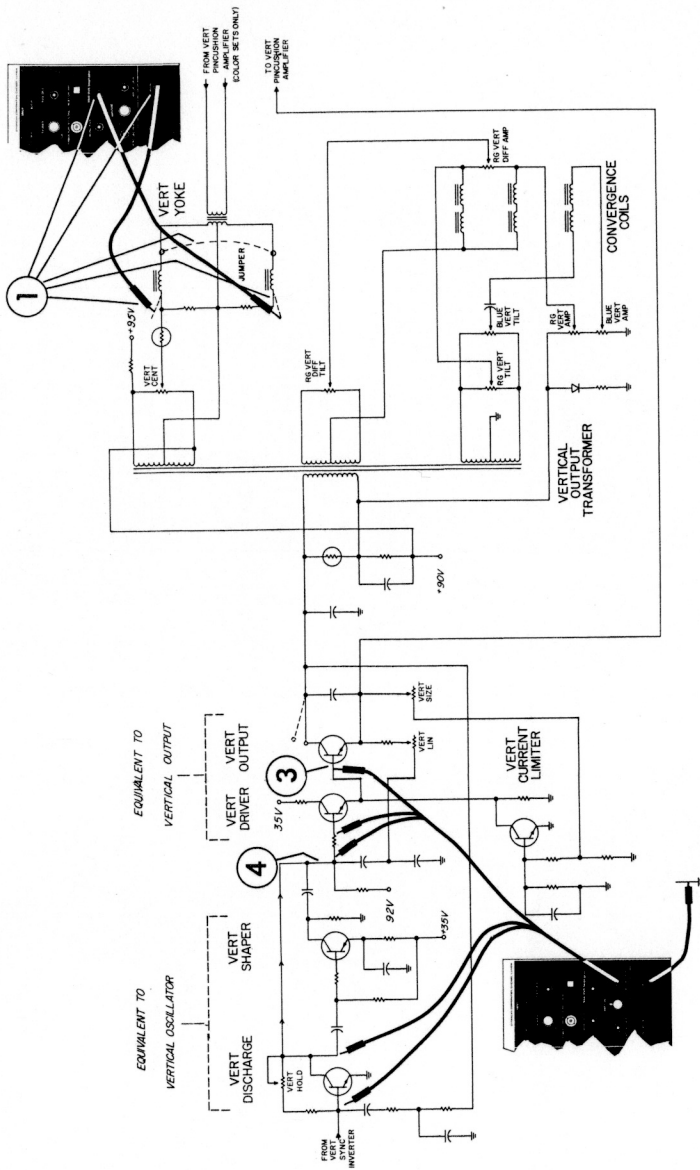 FROM VERT
PINCUSHION
AMPLIFIER
(COLOR SETS ONLY)
TO VERT
PINCUSHION
AMPLIFIER
1
VERT
YOKE
JUMPER
+95V
VERT
CENT
RG VERT
DIFF AMP
RG VERT
DIFF
TILT
CONVERGENCE
COILS
BLUE
VERT
TILT
RG VERT
TILT
RG
VERT
AMP
BLUE
VERT
AMP
VERTICAL
OUTPUT
TRANSFORMER
+90V
EQUIVALENT TO
VERTICAL OUTPUT
VERT
DRIVER
VERT
OUTPUT
3
35V
VERT
SIZE
VERT
LIN
VERT
CURRENT
LIMITER
4
92V
+35V
EQUIVALENT TO
VERTICAL OSCILLATOR
VERT
DISCHARGE
VERT
SHAPER
VERT
HOLD
FROM
VERT
SYNC
INVERTER